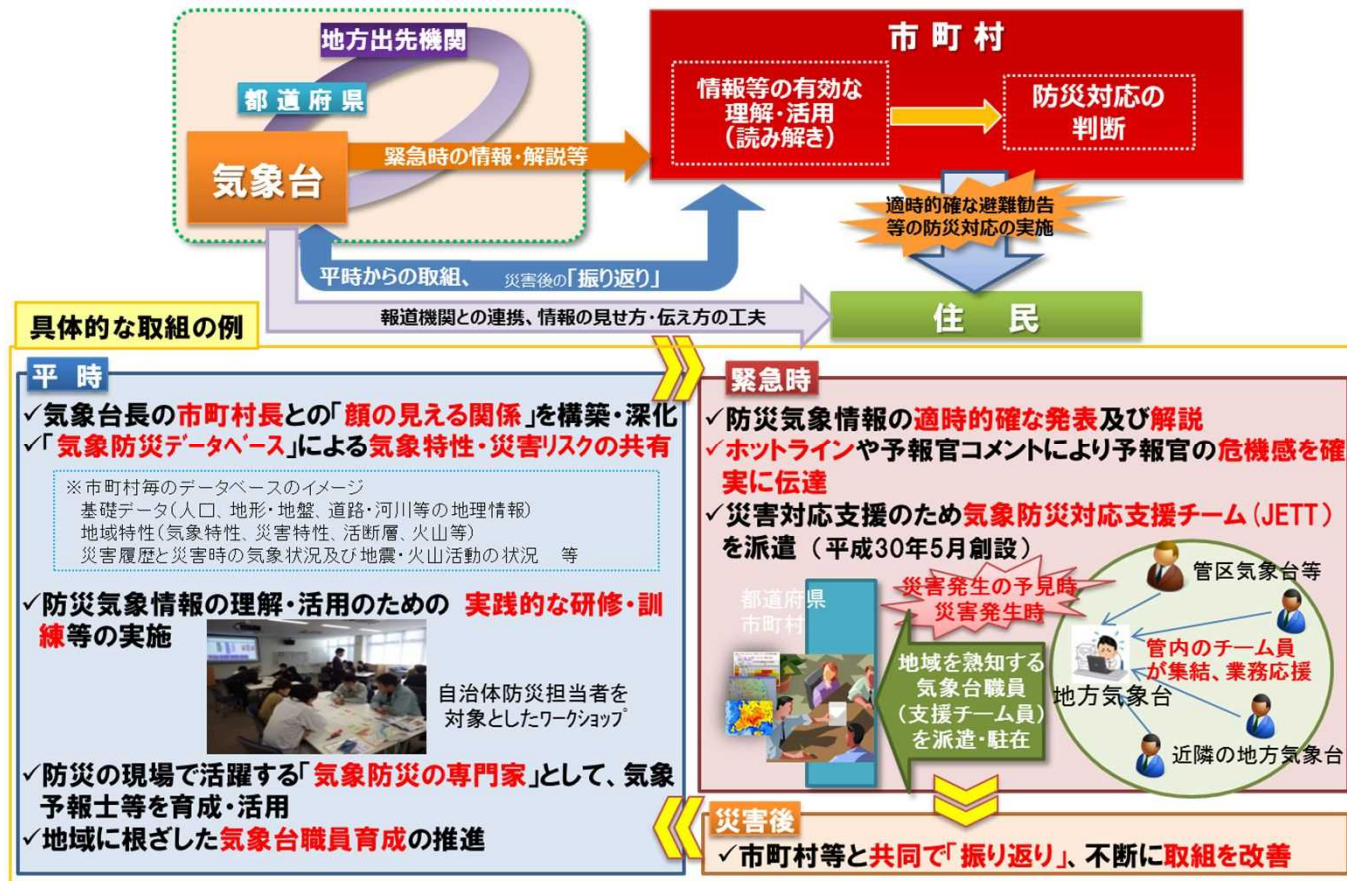 地方出先機関
都道府県
気象台
緊急時の情報・解説等
市町村
情報等の有効な
理解・活用
(読み解き)
防災対応の
判断
適時的確な避難勧告
等の防災対応の実施
平時からの取組、 災害後の「振り返り」
報道機関との連携、情報の見せ方・伝え方の工夫
住 民
具体的な取組の例
平 時
✓気象台長の市町村長との「顔の見える関係」を構築・深化
✓「気象防災データベース」による気象特性・災害リスクの共有
※市町村毎のデータベースのイメージ
基礎データ(人口、地形・地盤、道路・河川等の地理情報)
地域特性(気象特性、災害特性、活断層、火山等)
災害履歴と災害時の気象状況及び地震・火山活動の状況 等
✓防災気象情報の理解・活用のための 実践的な研修・訓
練等の実施
自治体防災担当者を
対象としたワークショップ
✓防災の現場で活躍する「気象防災の専門家」として、気象
予報士等を育成・活用
✓地域に根ざした気象台職員育成の推進
緊急時
✓防災気象情報の適時的確な発表及び解説
✓ホットラインや予報官コメントにより予報官の危機感を確
実に伝達
✓災害対応支援のため気象防災対応支援チーム(JETT)
を派遣 (平成30年5月創設)
都道府県
市町村
災害発生の予見時
災害発生時
地域を熟知する
気象台職員
(支援チーム員)
を派遣・駐在
管区気象台等
管内のチーム員
が集結、業務応援
地方気象台
近隣の地方気象台
災害後
✓市町村等と共同で「振り返り」、不断に取組を改善